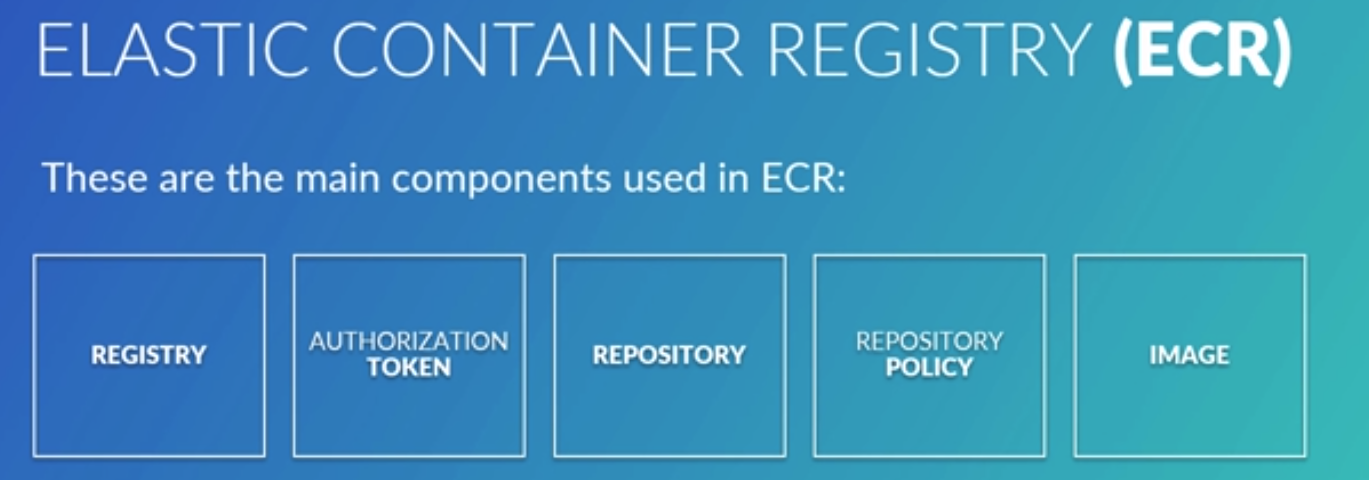 ELASTIC CONTAINER REGISTRY (ECR)
These are the main components used in ECR:
REGISTRY
AUTHORIZATION
TOKEN
REPOSITORY
REPOSITORY
POLICY
IMAGE